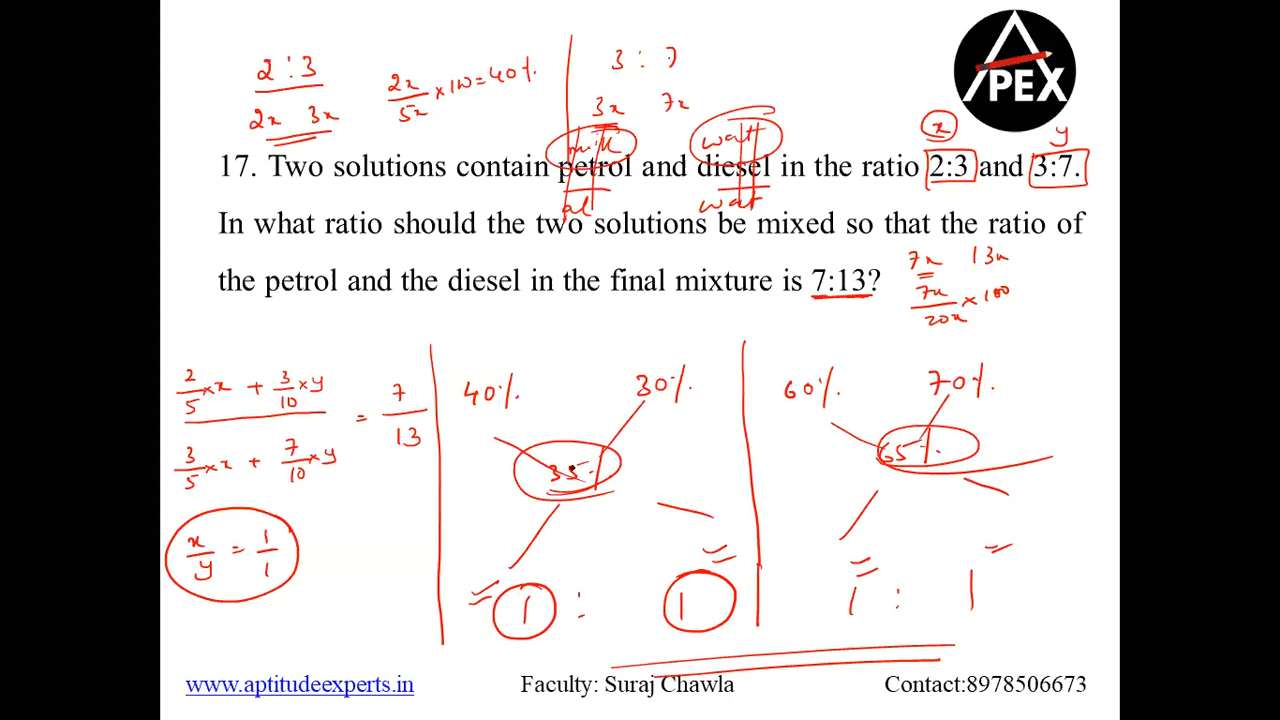 2 : 3
2x 3x
2x/5x × 100 = 40%
3 : 7
3x 7x
milk
APEX
x
y
17. Two solutions contain petrol and diesel in the ratio 2:3 and 3:7.
al wat
In what ratio should the two solutions be mixed so that the ratio of
7x 13x
the petrol and the diesel in the final mixture is 7:13?
7x/20x × 100
2/5 × x + 3/10 × y
3/5 × x + 7/10 × y
= 7/13
x/y = 1/1
40% 30%
35%
1 : 1
60% 70%
65%
1 : 1
www.aptitudeexperts.in Faculty: Suraj Chawla Contact:8978506673